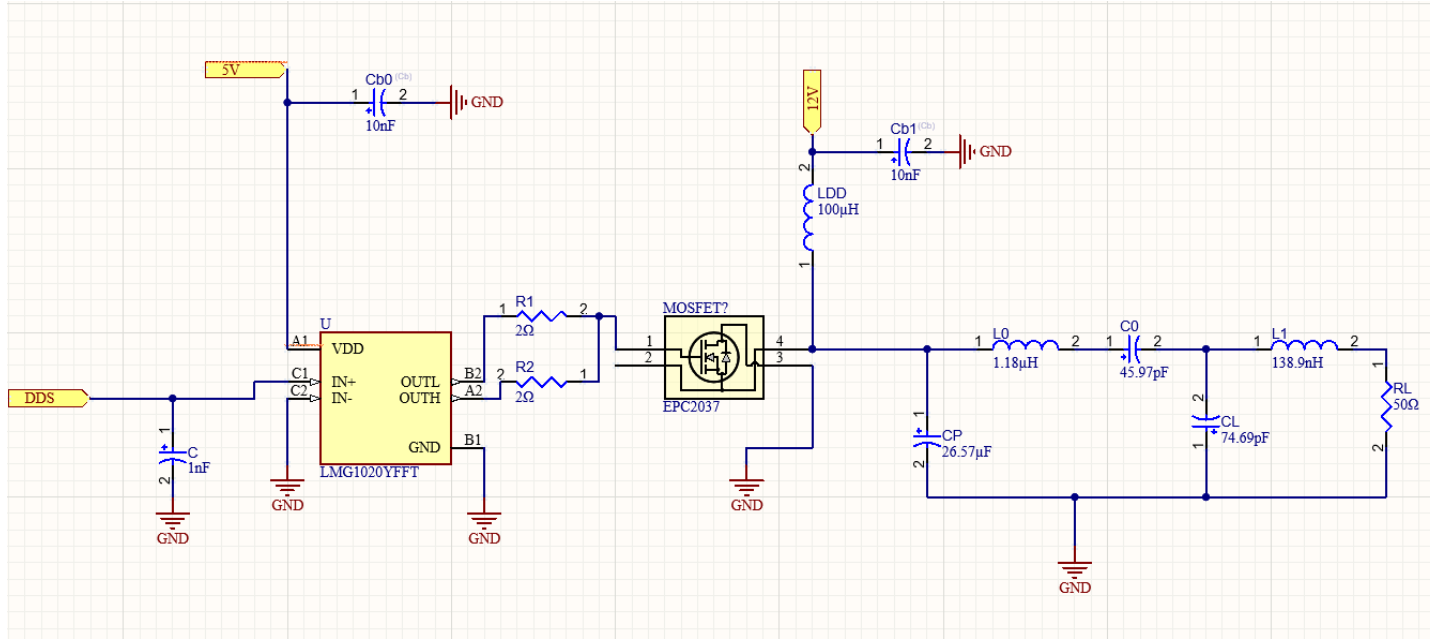 5V
Cb0 (Cb)
1 2
GND
10nF
12V
Cb1 (Cb)
1 2
GND
10nF
2
LDD
100µH
1
U
A1 VDD
C1 IN+
C2 IN-
OUTL B2
OUTH A2
GND B1
LMG1020YFFT
DDS
1
C
1nF
2
GND
GND
GND
R1
1 2
2Ω
R2
2 1
2Ω
MOSFET?
1 4
2 3
EPC2037
GND
1
CP
26.57µF
2
L0
1 2
1.18µH
C0
1 2
45.97pF
2
CL
74.69pF
1
L1
1 2
138.9nH
1
RL
50Ω
2
GND